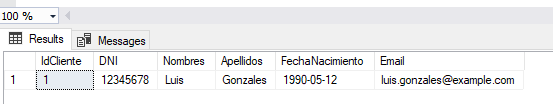 100 %
Results Messages
IdCliente DNI Nombres Apellidos FechaNacimiento Email
1 1 12345678 Luis Gonzales 1990-05-12 luis.gonzales@example.com